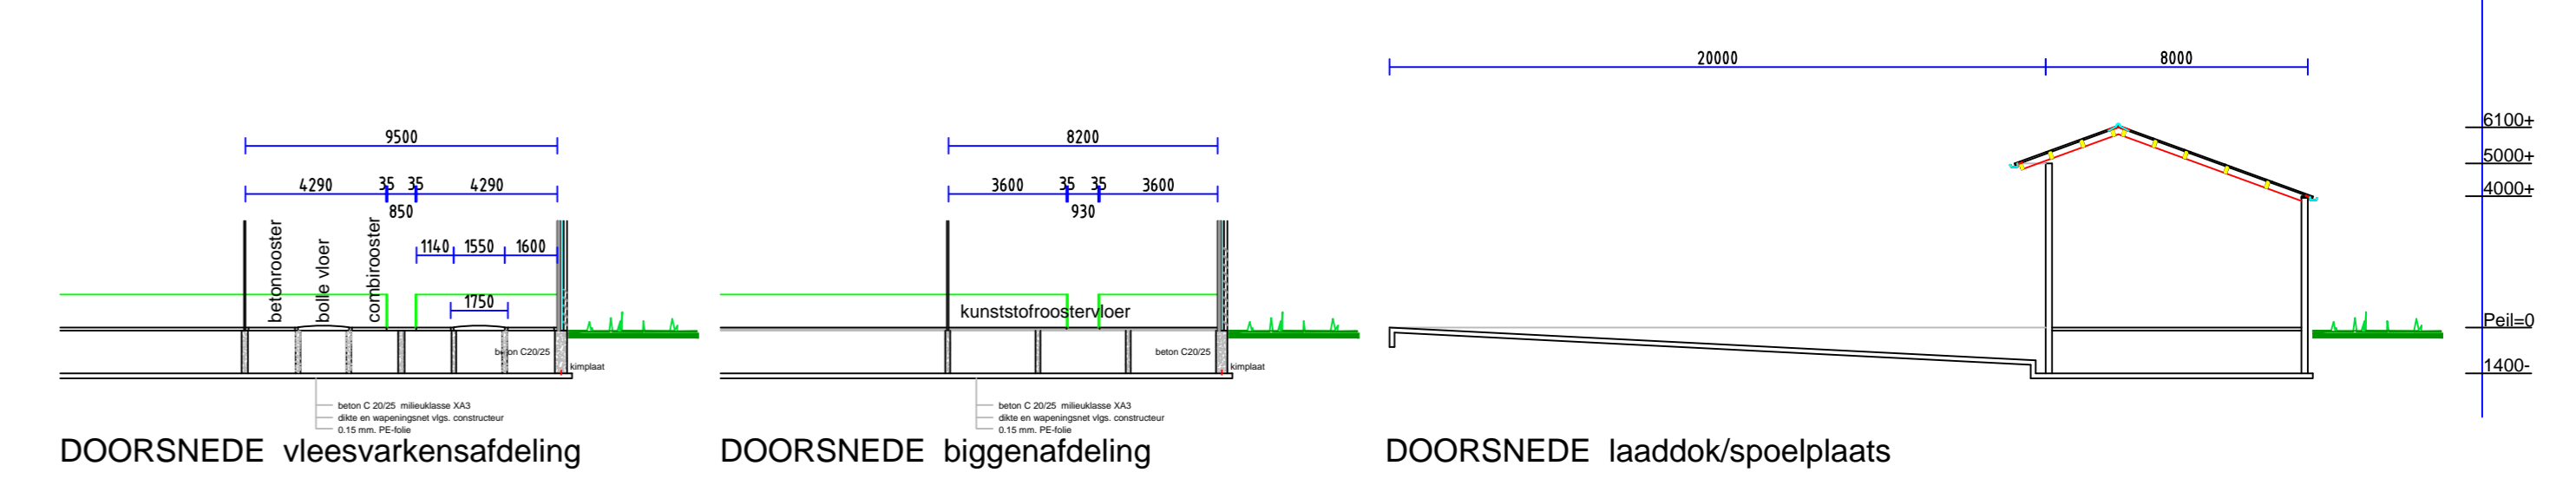 9500
4290 35 35 4290
850
betonrooster
bolle vloer
combirooster
1140 1550 1600
1750
beton C20/25
kimplaat
beton C 20/25 milieuklasse XA3
dikte en wapeningsnet vlgs. constructeur
0.15 mm. PE-folie
DOORSNEDE vleesvarkensafdeling
8200
3600 35 35 3600
930
kunststofroostervloer
beton C20/25
kimplaat
beton C 20/25 milieuklasse XA3
dikte en wapeningsnet vlgs. constructeur
0.15 mm. PE-folie
DOORSNEDE biggenafdeling
20000 8000
6100+
5000+
4000+
Peil=0
1400-
DOORSNEDE laaddok/spoelplaats